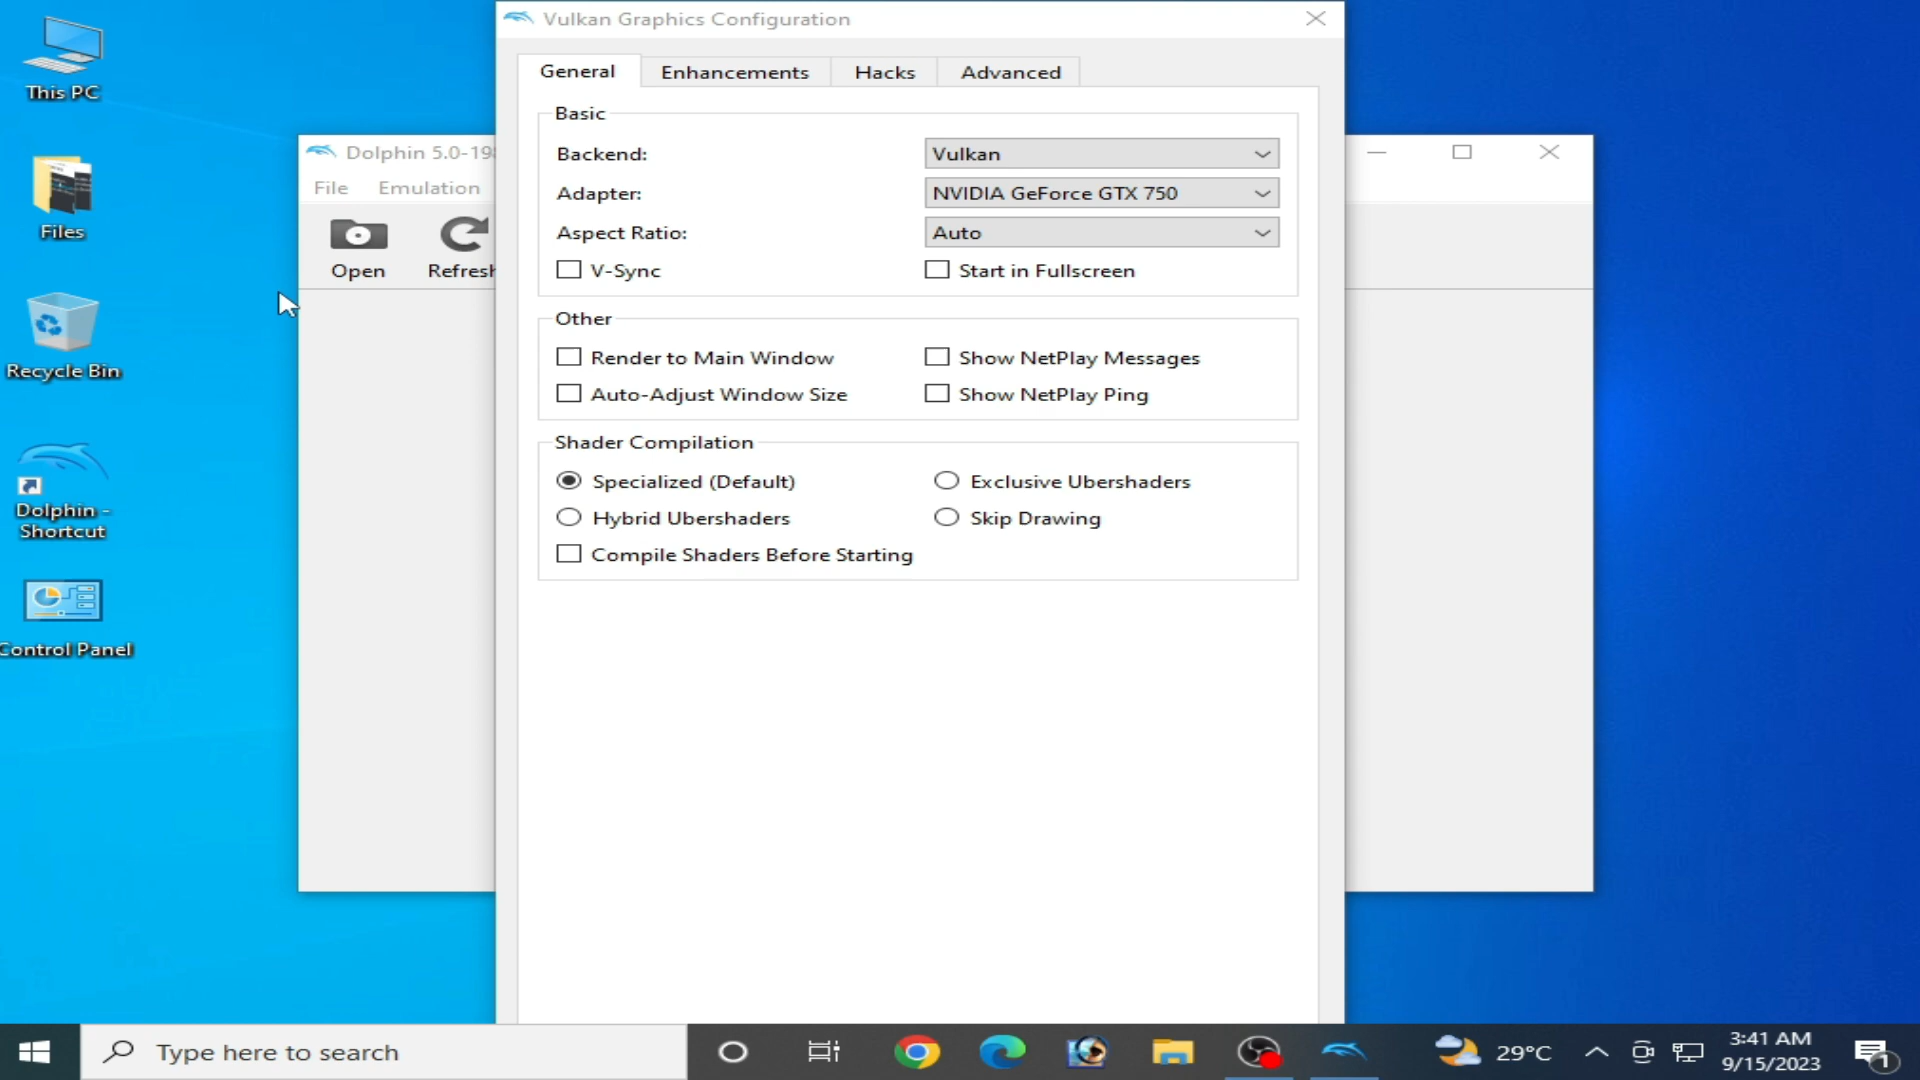 This PC
Files
Recycle Bin
Dolphin -
Shortcut
Control Panel
Dolphin 5.0-19
File Emulation
Open Refresh
Vulkan Graphics Configuration
General Enhancements Hacks Advanced
Basic
Backend: Vulkan
Adapter: NVIDIA GeForce GTX 750
Aspect Ratio: Auto
V-Sync Start in Fullscreen
Other
Render to Main Window Show NetPlay Messages
Auto-Adjust Window Size Show NetPlay Ping
Shader Compilation
Specialized (Default) Exclusive Ubershaders
Hybrid Ubershaders Skip Drawing
Compile Shaders Before Starting
Type here to search
29°C
3:41 AM
9/15/2023
1